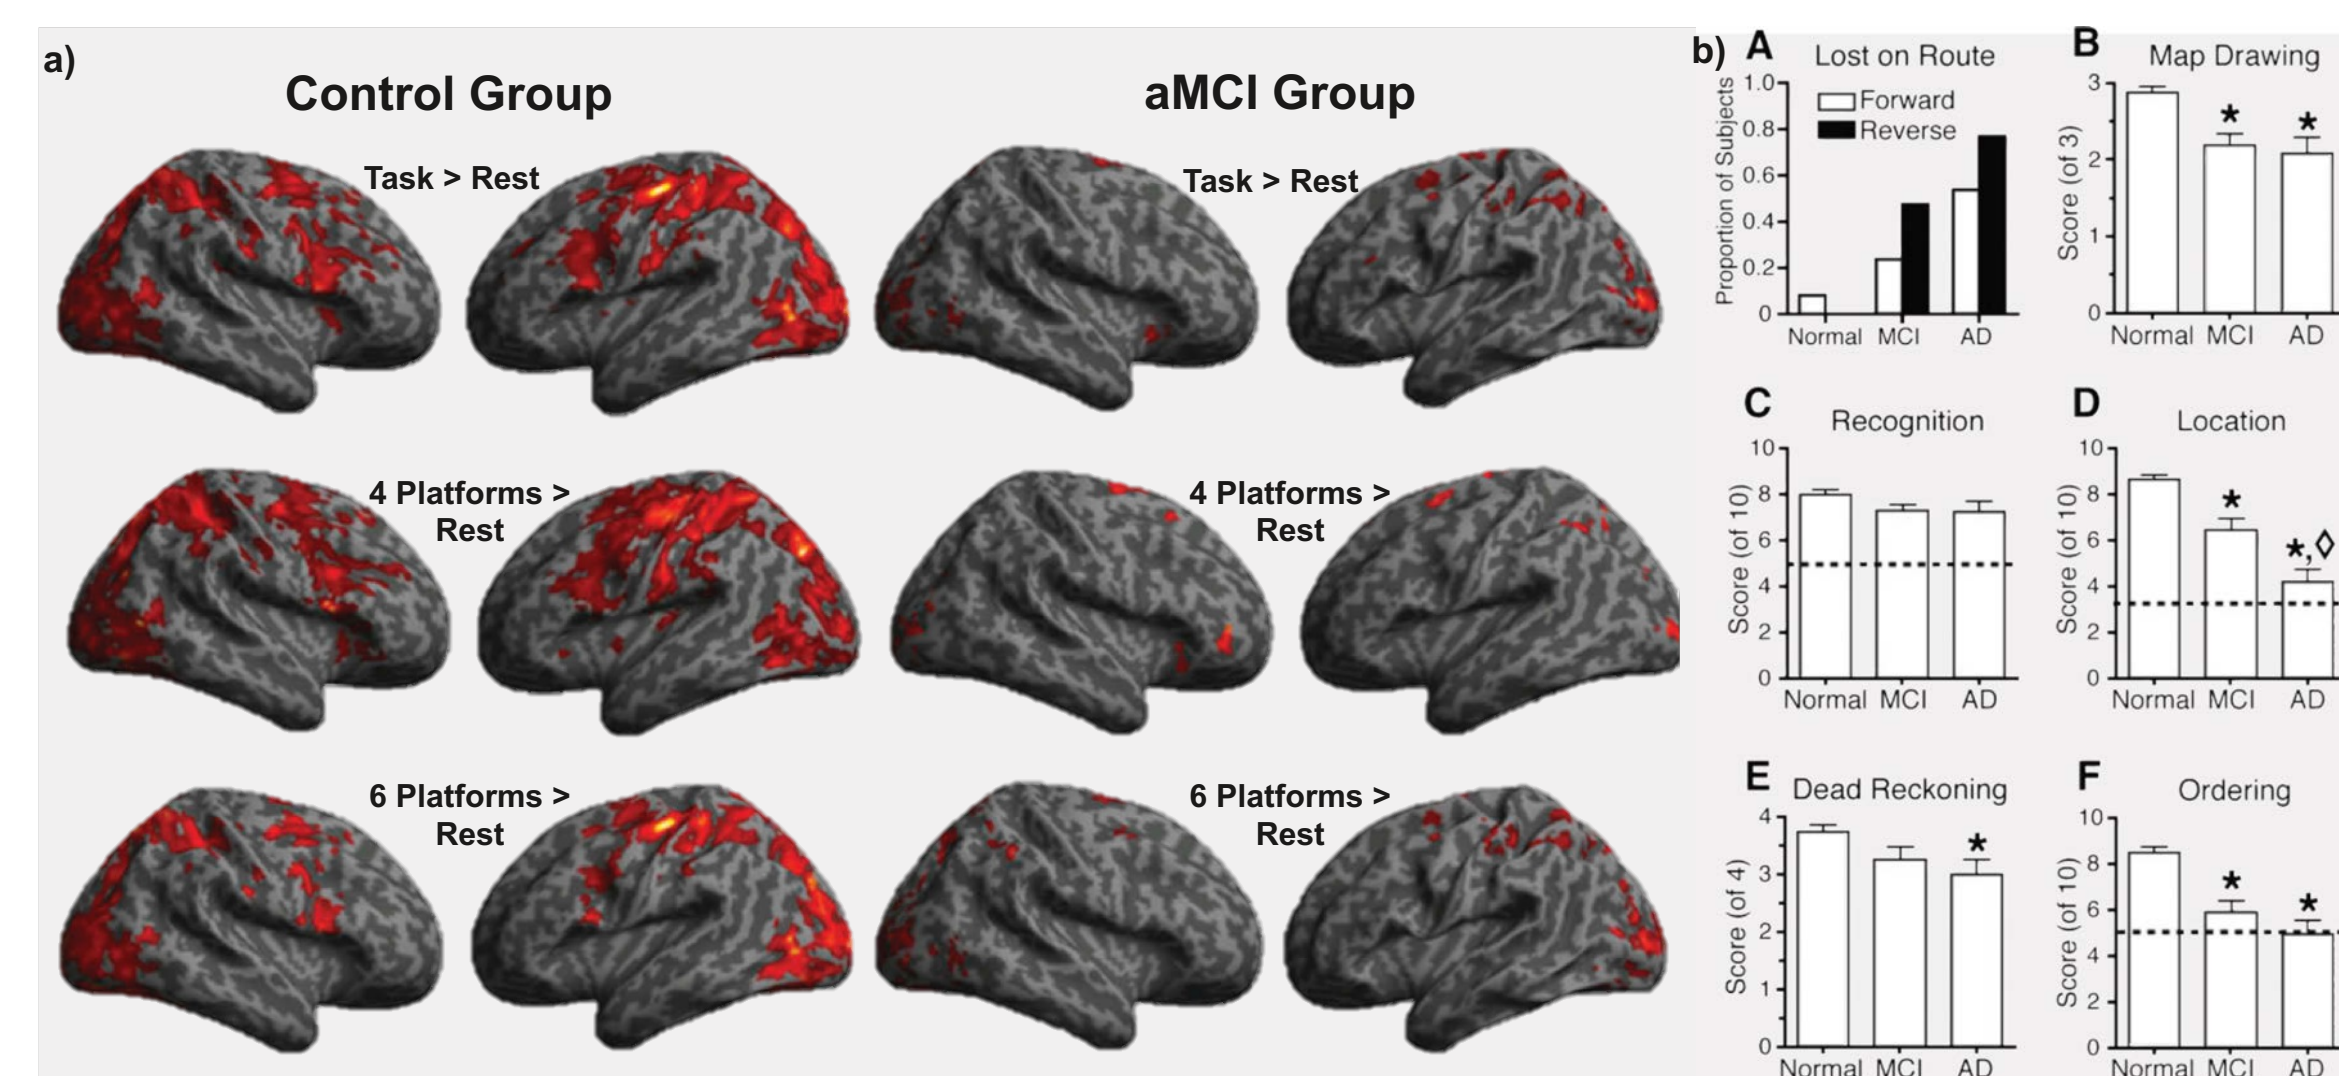 a)
Control Group
aMCI Group
Task > Rest
Task > Rest
4 Platforms >
Rest
4 Platforms >
Rest
6 Platforms >
Rest
6 Platforms >
Rest
b)
A
Lost on Route
Proportion of Subjects
1.0
0.8
0.6
0.4
0.2
0
Forward
Reverse
Normal MCI AD
B
Map Drawing
Score (of 3)
3
2
1
0
*
*
Normal MCI AD
C
Recognition
Score (of 10)
10
8
6
4
2
0
Normal MCI AD
D
Location
Score (of 10)
10
8
6
4
2
0
*
*,◊
Normal MCI AD
E
Dead Reckoning
Score (of 4)
4
3
2
1
0
*
Normal MCI AD
F
Ordering
Score (of 10)
10
8
6
4
2
0
*
*
Normal MCI AD